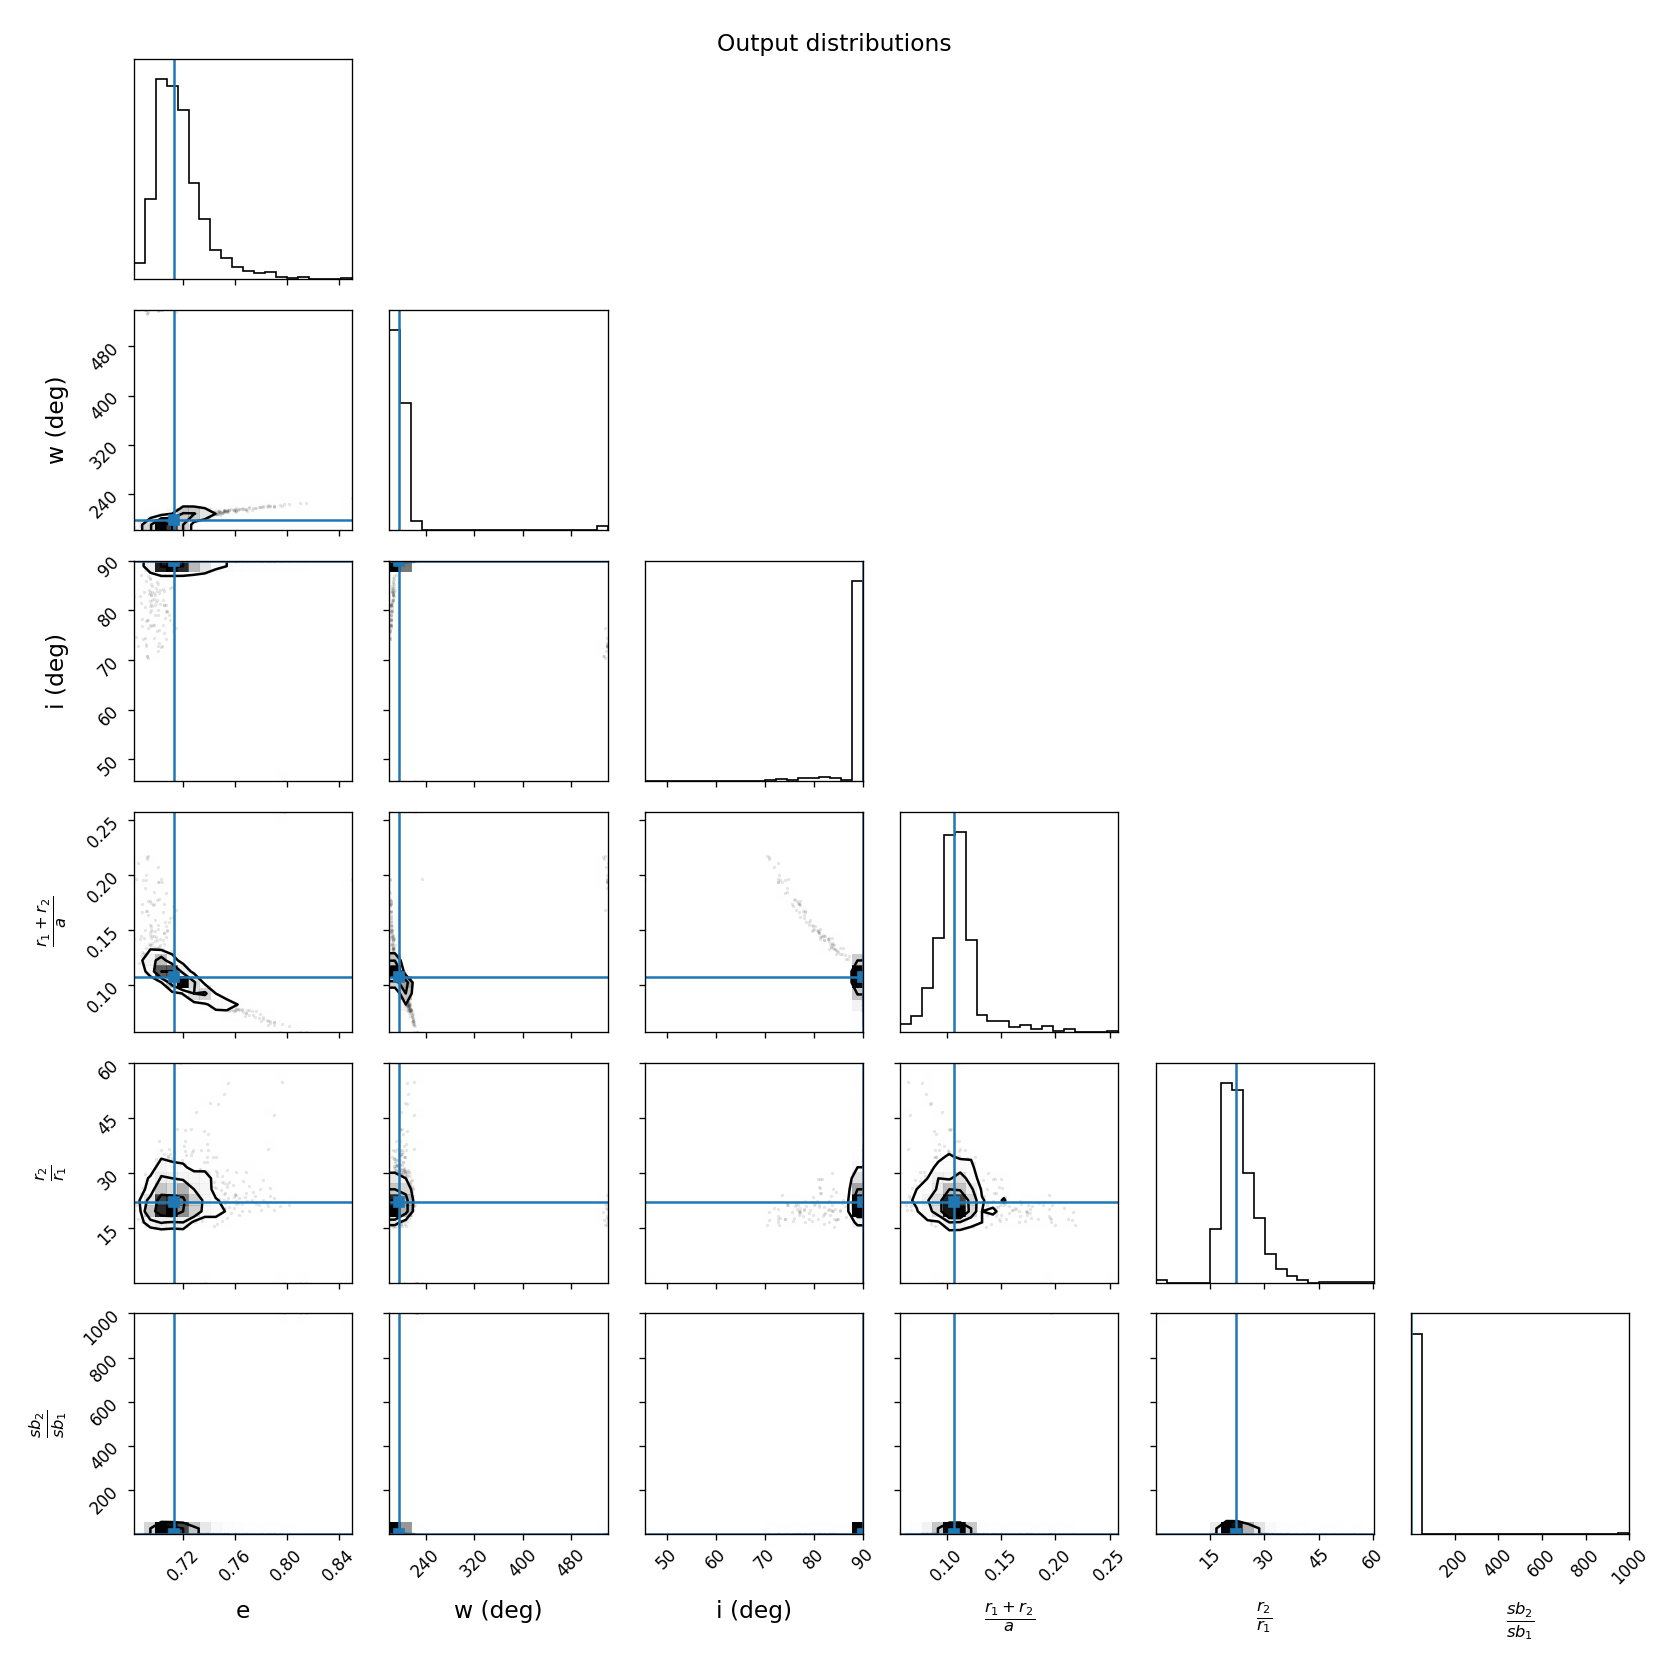 Output distributions
w (deg)
480
400
320
240
i (deg)
90
80
70
60
50
r₁ + r₂
a
0.25
0.20
0.15
0.10
r₂
r₁
60
45
30
15
sb₂
sb₁
1000
800
600
400
200
0.72 0.76 0.80 0.84
240 320 400 480
50 60 70 80 90
0.10 0.15 0.20 0.25
15 30 45 60
200 400 600 800 1000
e
w (deg)
i (deg)
r₁ + r₂
a
r₂
r₁
sb₂
sb₁